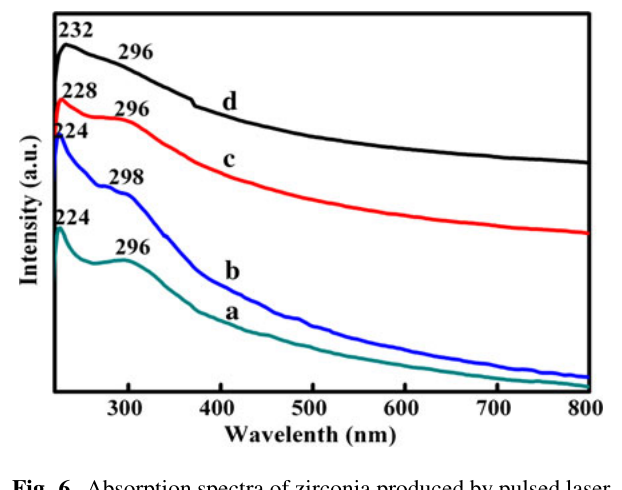 232
296
228
296
d
224
c
298
224
296
b
a
Intensity (a.u.)
300 400 500 600 700 800
Wavelenth (nm)
Fig. 6 Absorption spectra of zirconia produced by pulsed laser